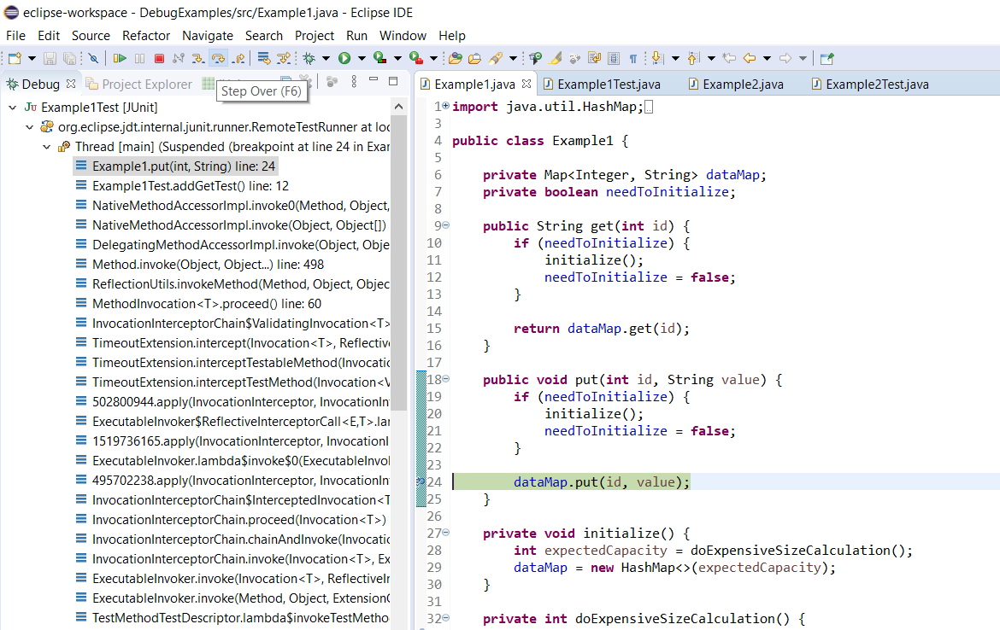 eclipse-workspace - DebugExamples/src/Example1.java - Eclipse IDE
File Edit Source Refactor Navigate Search Project Run Window Help
Debug Project Explorer
Step Over (F6)
Example1Test [JUnit]
org.eclipse.jdt.internal.junit.runner.RemoteTestRunner at loc
Thread [main] (Suspended (breakpoint at line 24 in Exar
Example1.put(int, String) line: 24
Example1Test.addGetTest() line: 12
NativeMethodAccessorImpl.invoke0(Method, Object,
NativeMethodAccessorImpl.invoke(Object, Object[])
DelegatingMethodAccessorImpl.invoke(Object, Obje
Method.invoke(Object, Object...) line: 498
ReflectionUtils.invokeMethod(Method, Object, Objec
MethodInvocation<T>.proceed() line: 60
InvocationInterceptorChain$ValidatingInvocation<T>
TimeoutExtension.intercept(Invocation<T>, Reflective
TimeoutExtension.interceptTestableMethod(Invocatio
TimeoutExtension.interceptTestMethod(Invocation<V
502800944.apply(InvocationInterceptor, InvocationIn
ExecutableInvoker$ReflectiveInterceptorCall<E,T>.lar
1519736165.apply(InvocationInterceptor, InvocationI
ExecutableInvoker.lambda$invoke$0(ExecutableInvol
495702238.apply(InvocationInterceptor, InvocationIn
InvocationInterceptorChain$InterceptedInvocation<T
InvocationInterceptorChain.proceed(Invocation<T>)
InvocationInterceptorChain.chainAndInvoke(Invocatic
InvocationInterceptorChain.invoke(Invocation<T>, Ex
ExecutableInvoker.invoke(Invocation<T>, ReflectiveIn
ExecutableInvoker.invoke(Method, Object, ExtensionC
TestMethodTestDescriptor.lambda$invokeTestMetho
Example1.java Example1Test.java Example2.java Example2Test.java
1 import java.util.HashMap;
3
4 public class Example1 {
5
6 private Map<Integer, String> dataMap;
7 private boolean needToInitialize;
8
9 public String get(int id) {
10 if (needToInitialize) {
11 initialize();
12 needToInitialize = false;
13 }
14
15 return dataMap.get(id);
16 }
17
18 public void put(int id, String value) {
19 if (needToInitialize) {
20 initialize();
21 needToInitialize = false;
22 }
23
24 dataMap.put(id, value);
25 }
26
27 private void initialize() {
28 int expectedCapacity = doExpensiveSizeCalculation();
29 dataMap = new HashMap<>(expectedCapacity);
30 }
31
32 private int doExpensiveSizeCalculation() {